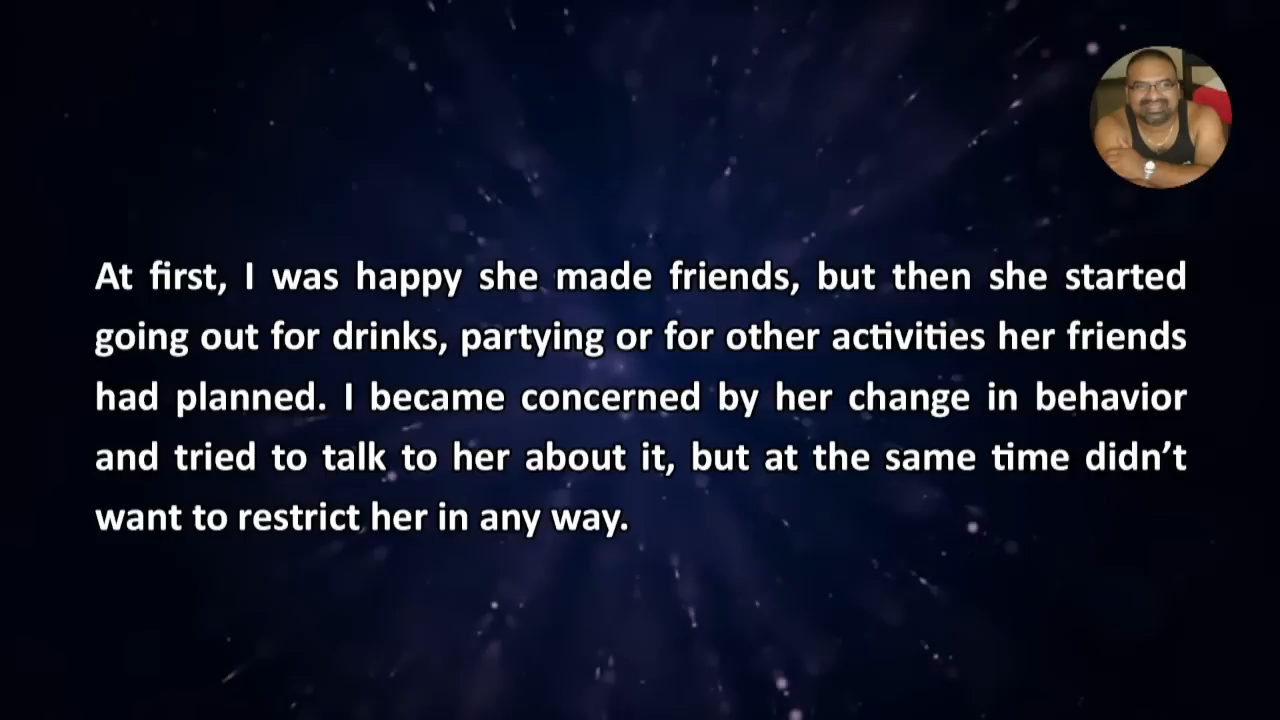 At first, I was happy she made friends, but then she started
going out for drinks, partying or for other activities her friends
had planned. I became concerned by her change in behavior
and tried to talk to her about it, but at the same time didn’t
want to restrict her in any way.